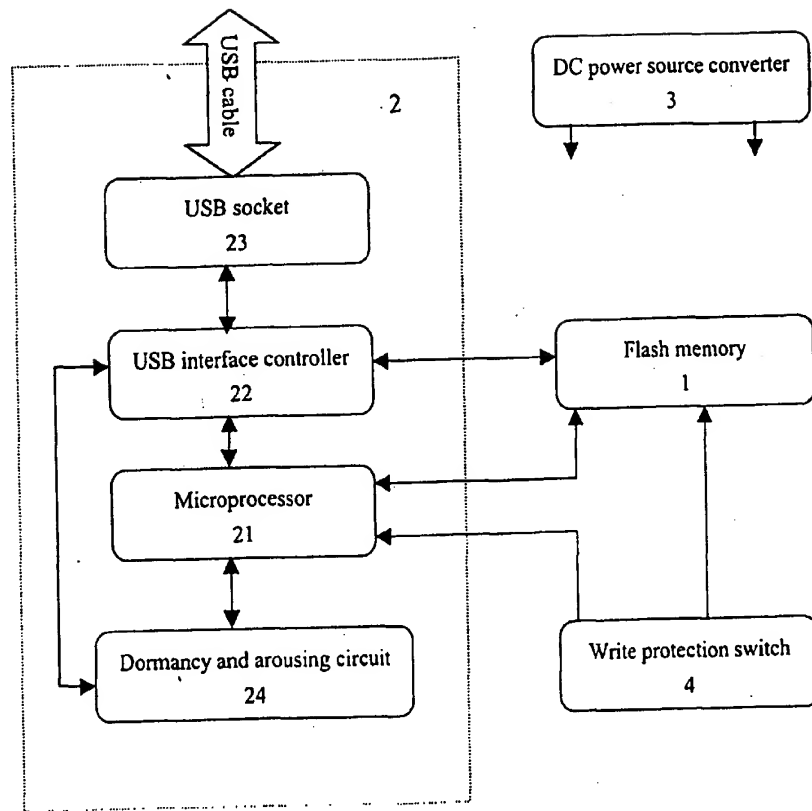 USB cable
2
DC power source converter
3
USB socket
23
USB interface controller
22
Flash memory
1
Microprocessor
21
Dormancy and arousing circuit
24
Write protection switch
4